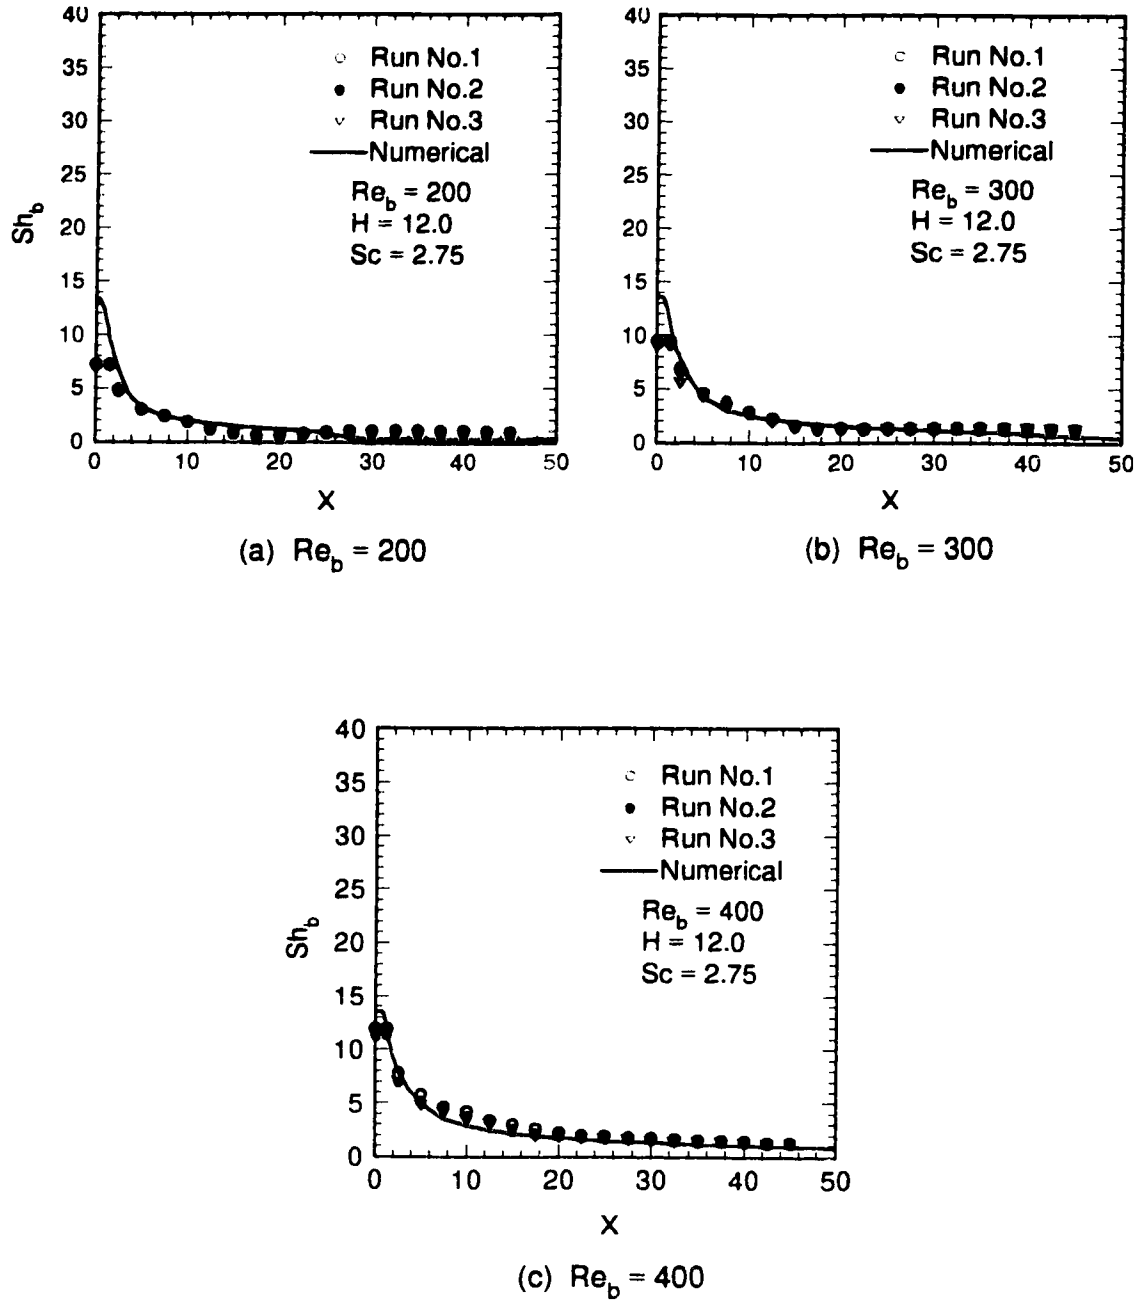 40
35
30
25
20
15
10
5
0
Sh_b
Run No.1
Run No.2
Run No.3
Numerical
Re_b = 200
H = 12.0
Sc = 2.75
0 10 20 30 40 50
X
(a) Re_b = 200
40
35
30
25
20
15
10
5
0
Run No.1
Run No.2
Run No.3
Numerical
Re_b = 300
H = 12.0
Sc = 2.75
0 10 20 30 40 50
X
(b) Re_b = 300
40
35
30
25
20
15
10
5
0
Sh_b
Run No.1
Run No.2
Run No.3
Numerical
Re_b = 400
H = 12.0
Sc = 2.75
0 10 20 30 40 50
X
(c) Re_b = 400